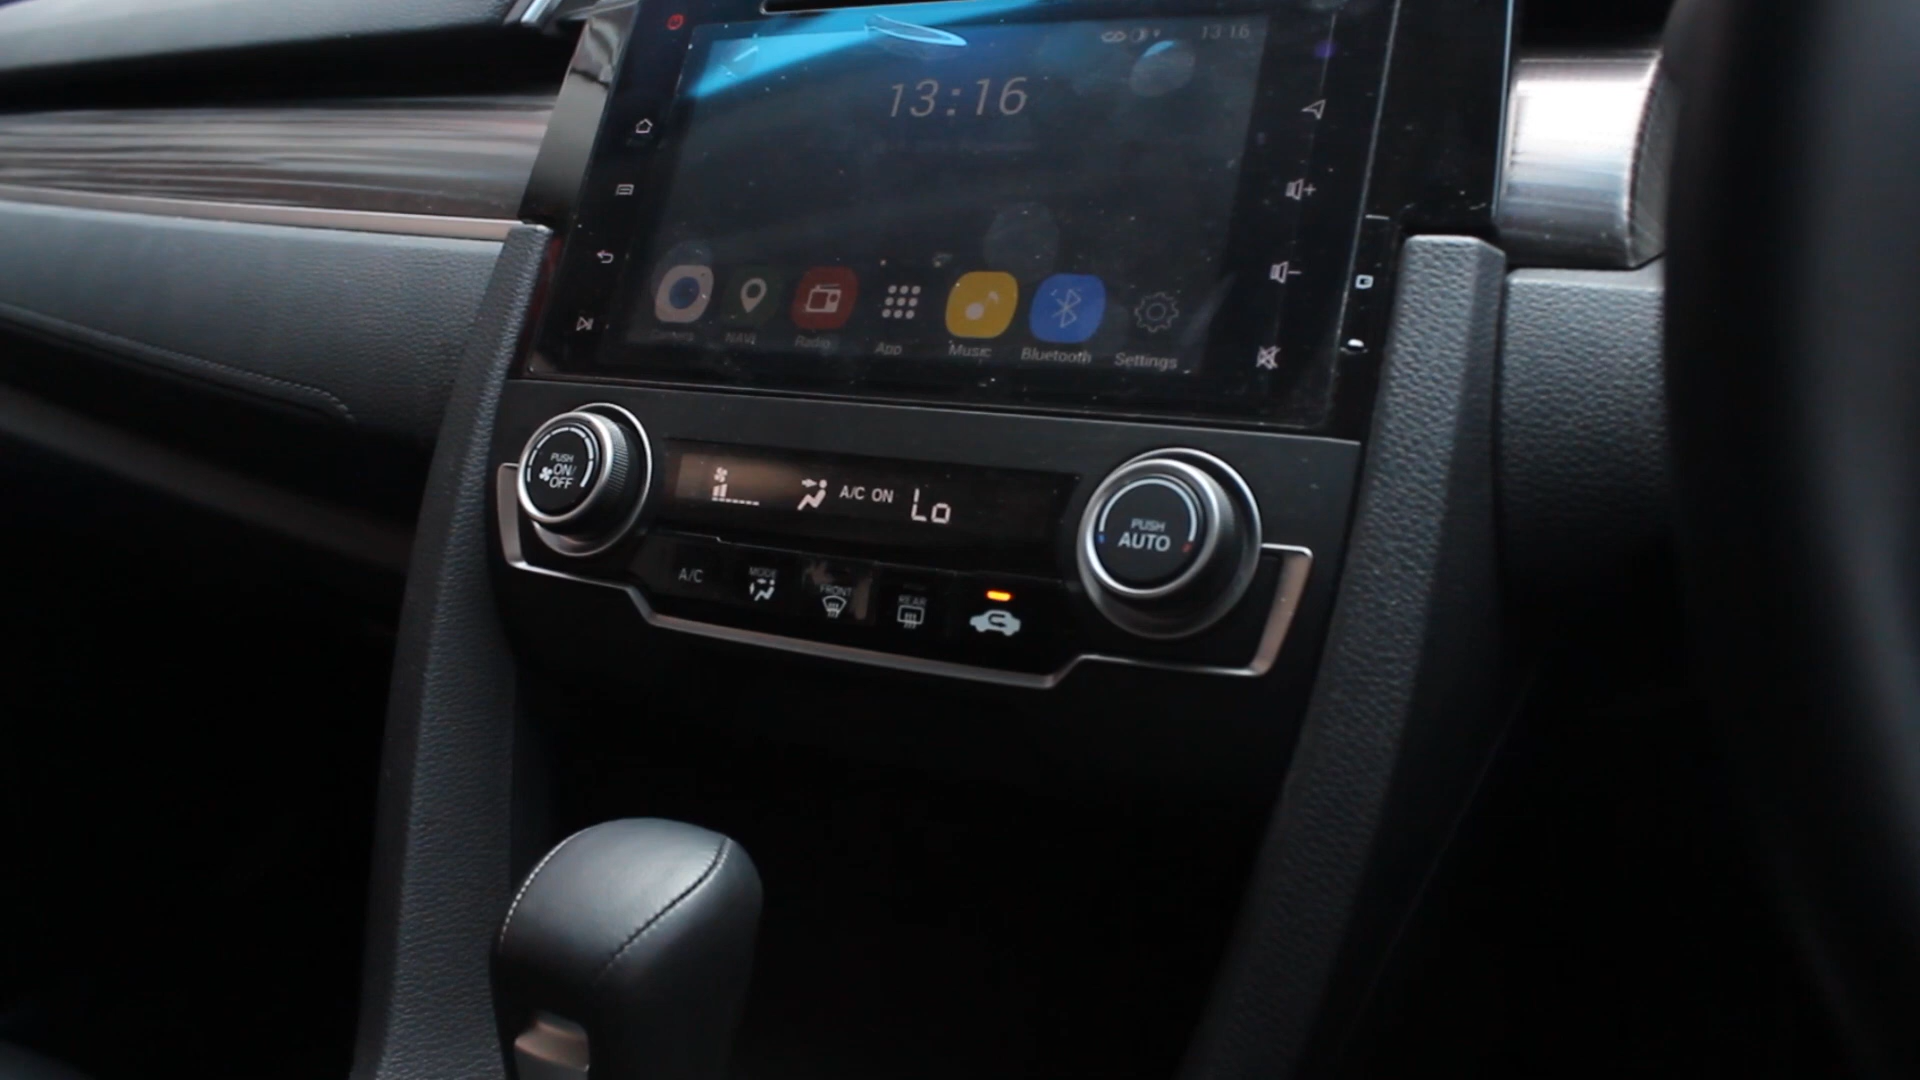 13:16
13:16
Camera NAVI Radio App Music Bluetooth Settings
PUSH
ON/
OFF
A/C ON Lo
PUSH
AUTO
A/C
MODE
FRONT
REAR